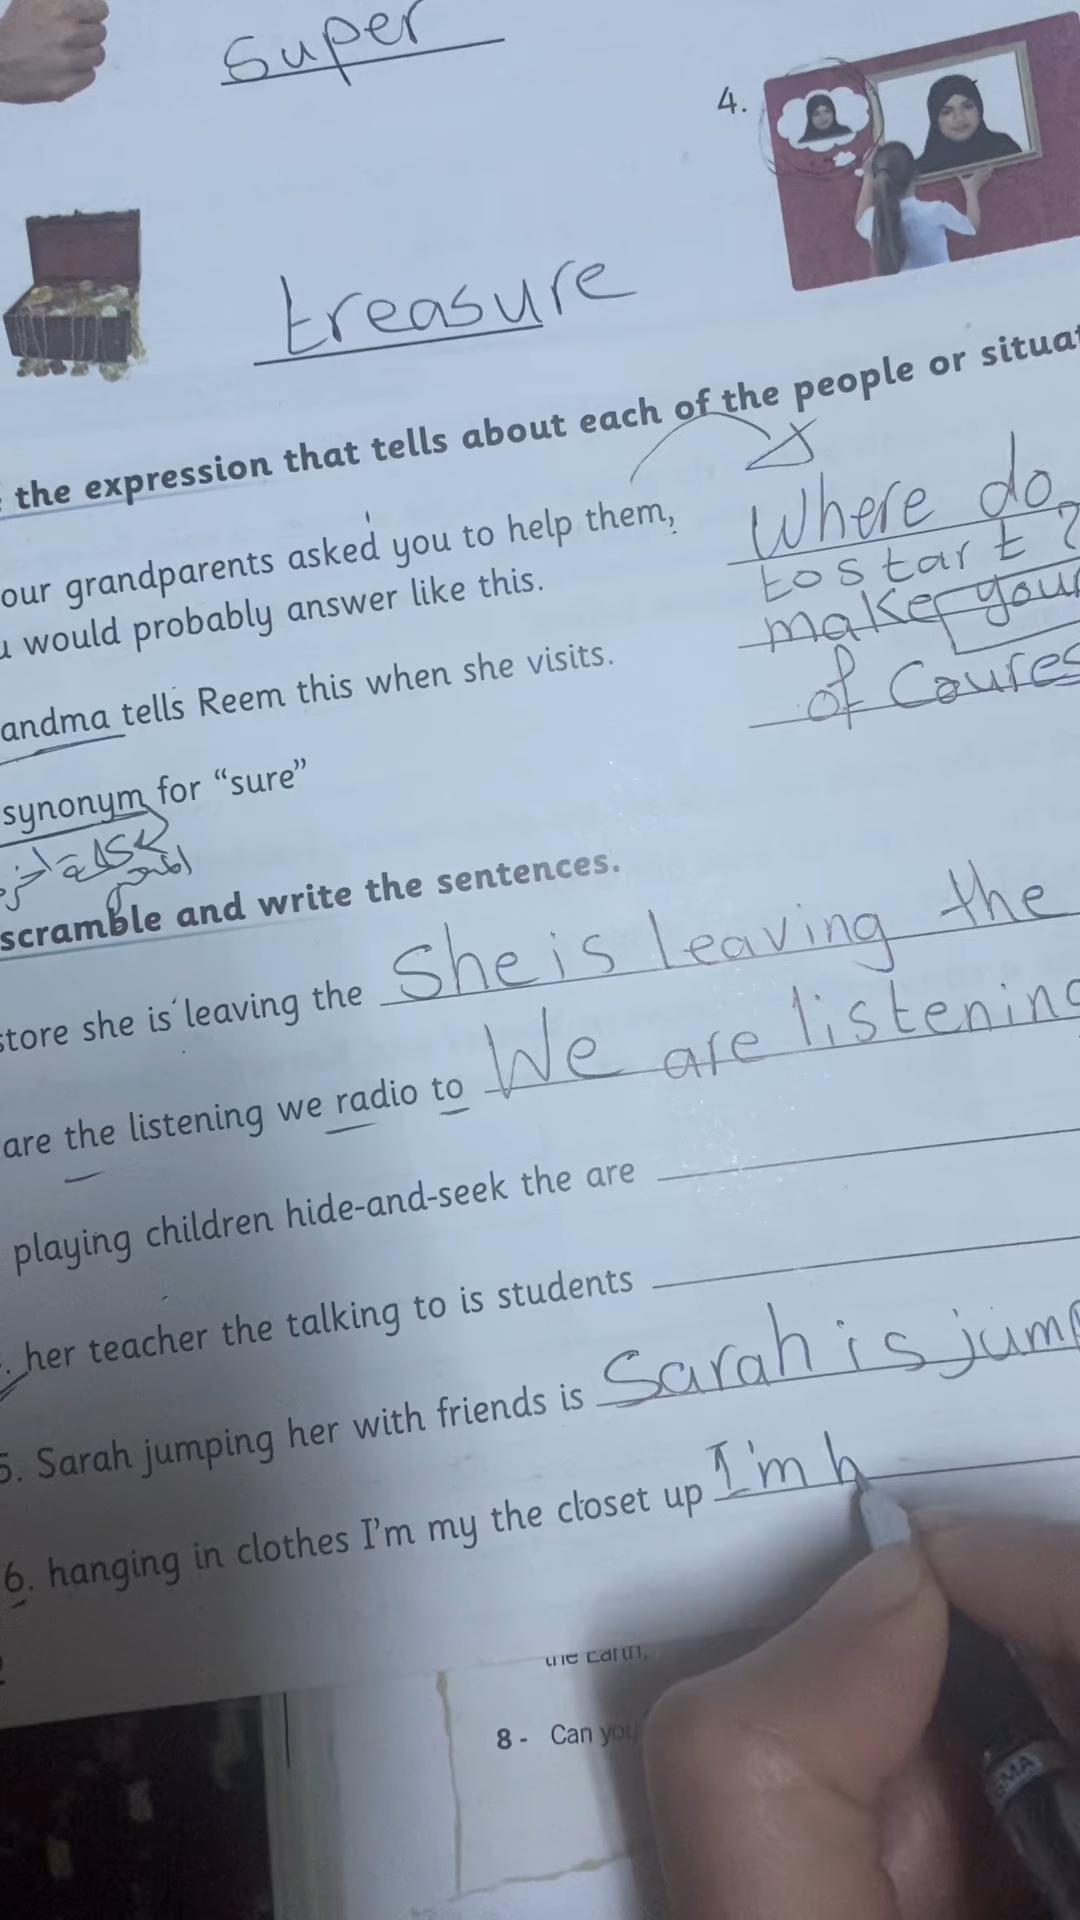 super
4.
treasure
the expression that tells about each of the people or situat
our grandparents asked you to help them,
would probably answer like this.
Where do
to start?
make your
andma tells Reem this when she visits.
of Coures
synonym for “sure”
scramble and write the sentences.
store she is leaving the She is leaving the
are the listening we radio to We are listening
playing children hide-and-seek the are
her teacher the talking to is students
5. Sarah jumping her with friends is Sarah is jump
6. hanging in clothes I’m my the closet up I'm h
the Earth.
8 - Can you